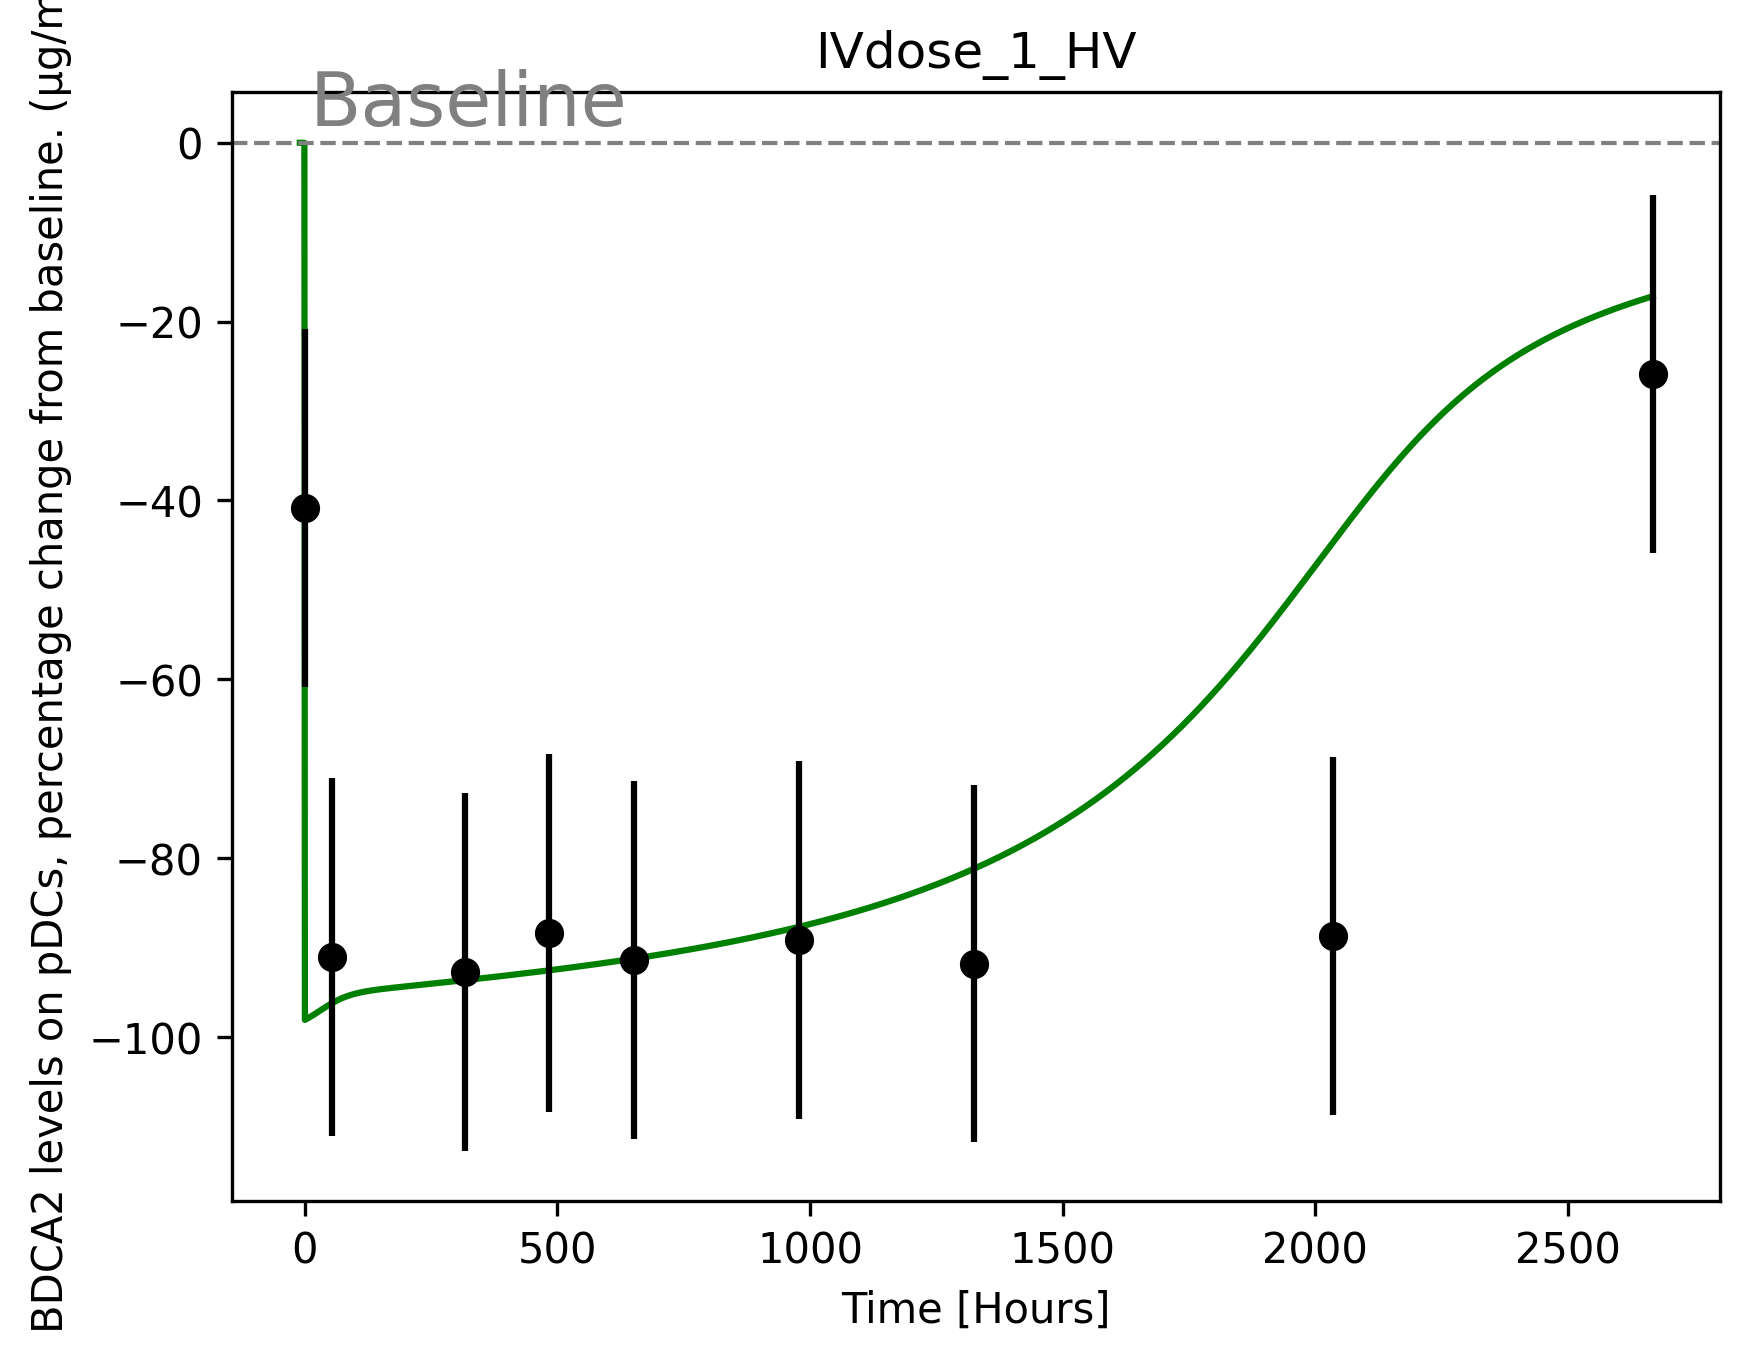 IVdose_1_HV
Baseline
BDCA2 levels on pDCs, percentage change from baseline. (µg/m
0
−20
−40
−60
−80
−100
0 500 1000 1500 2000 2500
Time [Hours]